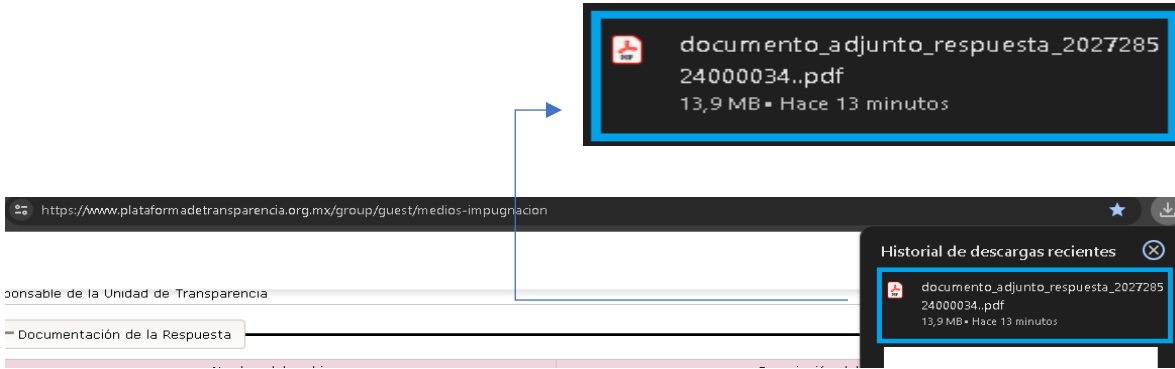 documento_adjunto_respuesta_2027285
24000034..pdf
13,9 MB • Hace 13 minutos
https://www.plataformadetransparencia.org.mx/group/guest/medios-impugnacion
Historial de descargas recientes
ponsable de la Unidad de Transparencia
documento_adjunto_respuesta_2027285
24000034..pdf
13,9 MB • Hace 13 minutos
Documentación de la Respuesta